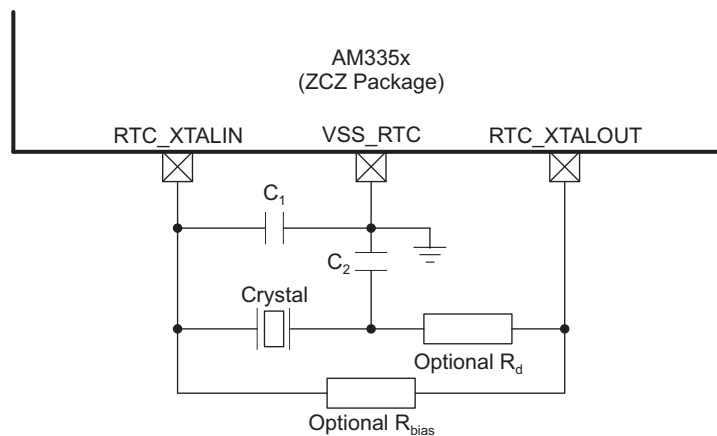 AM335x
(ZCZ Package)
RTC_XTALIN VSS_RTC RTC_XTALOUT
C1
C2
Crystal
Optional Rd
Optional Rbias